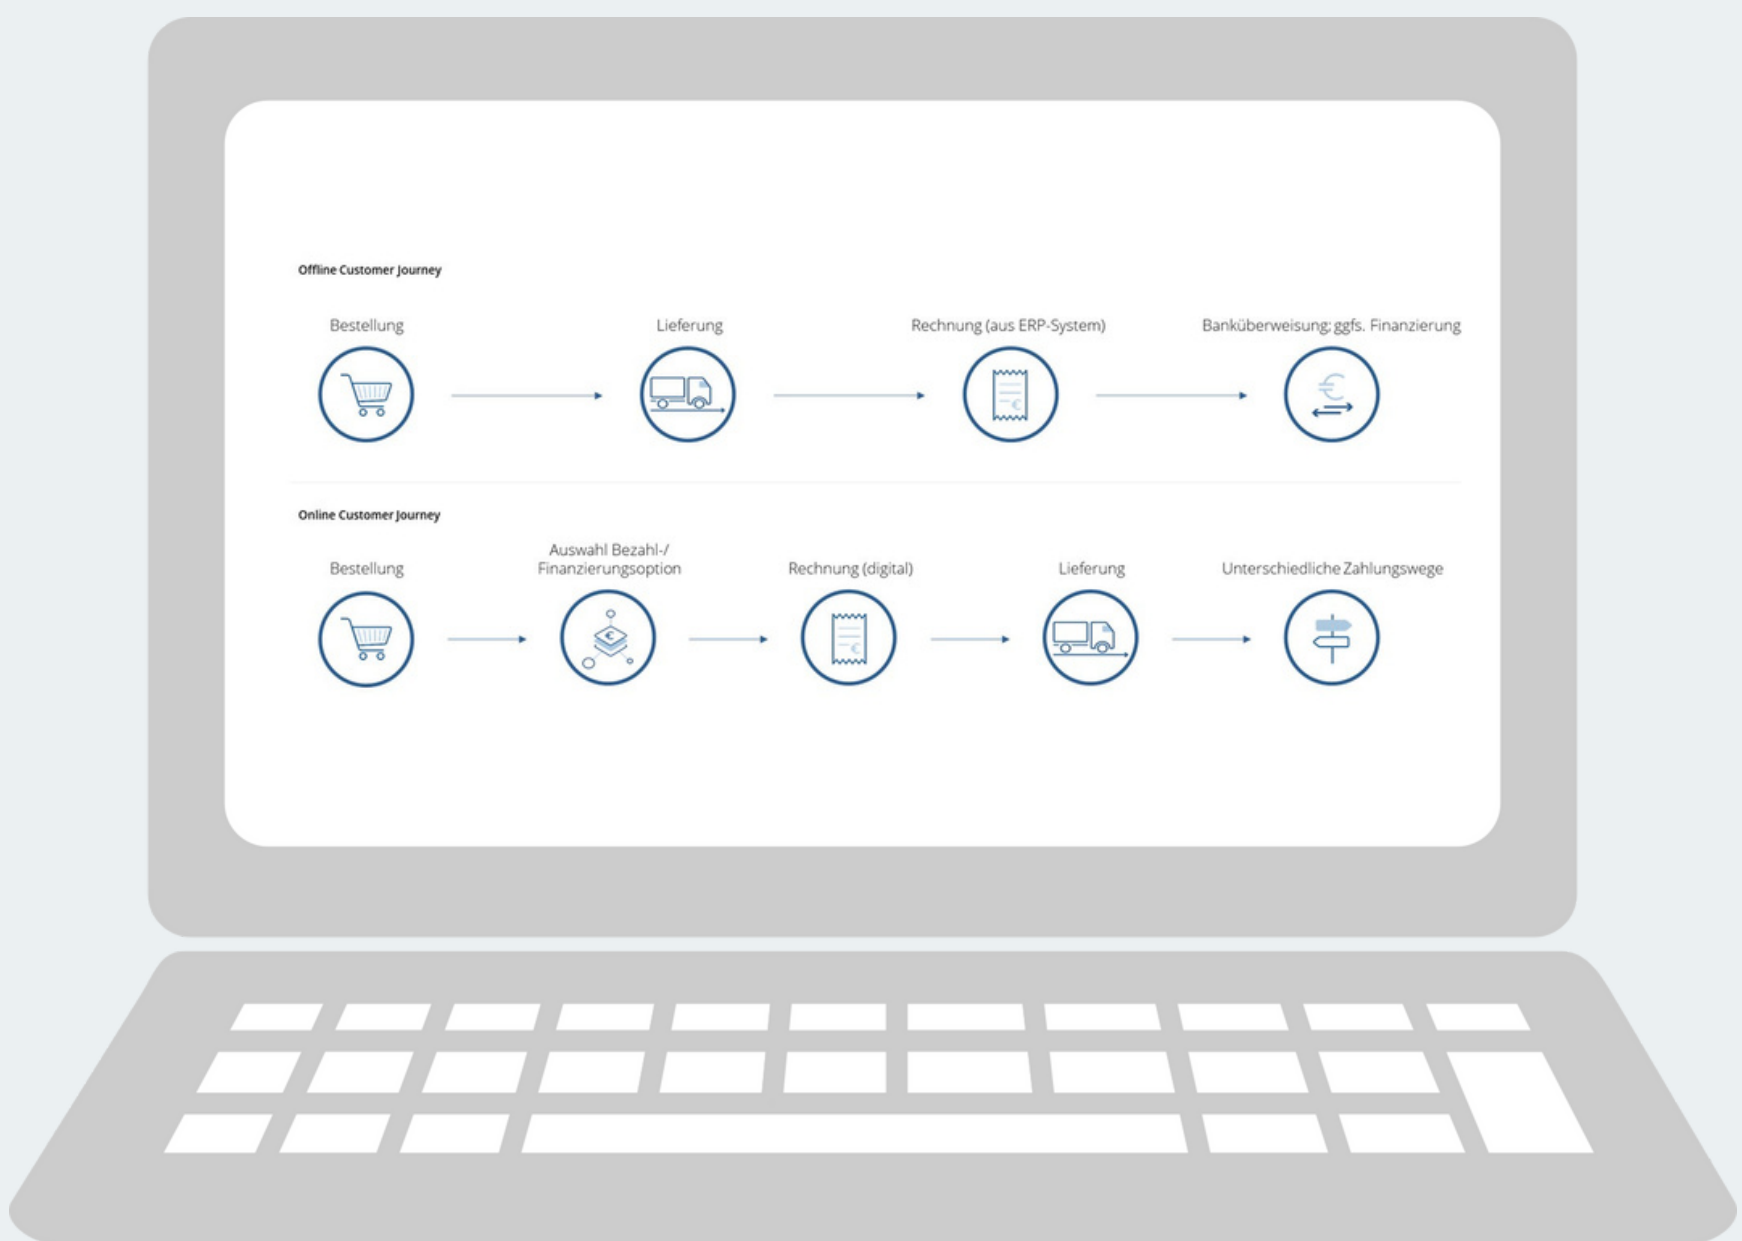 Offline Customer Journey
Bestellung
Lieferung
Rechnung (aus ERP-System)
Banküberweisung; ggfs. Finanzierung
Online Customer Journey
Bestellung
Auswahl Bezahl-/
Finanzierungsoption
Rechnung (digital)
Lieferung
Unterschiedliche Zahlungswege